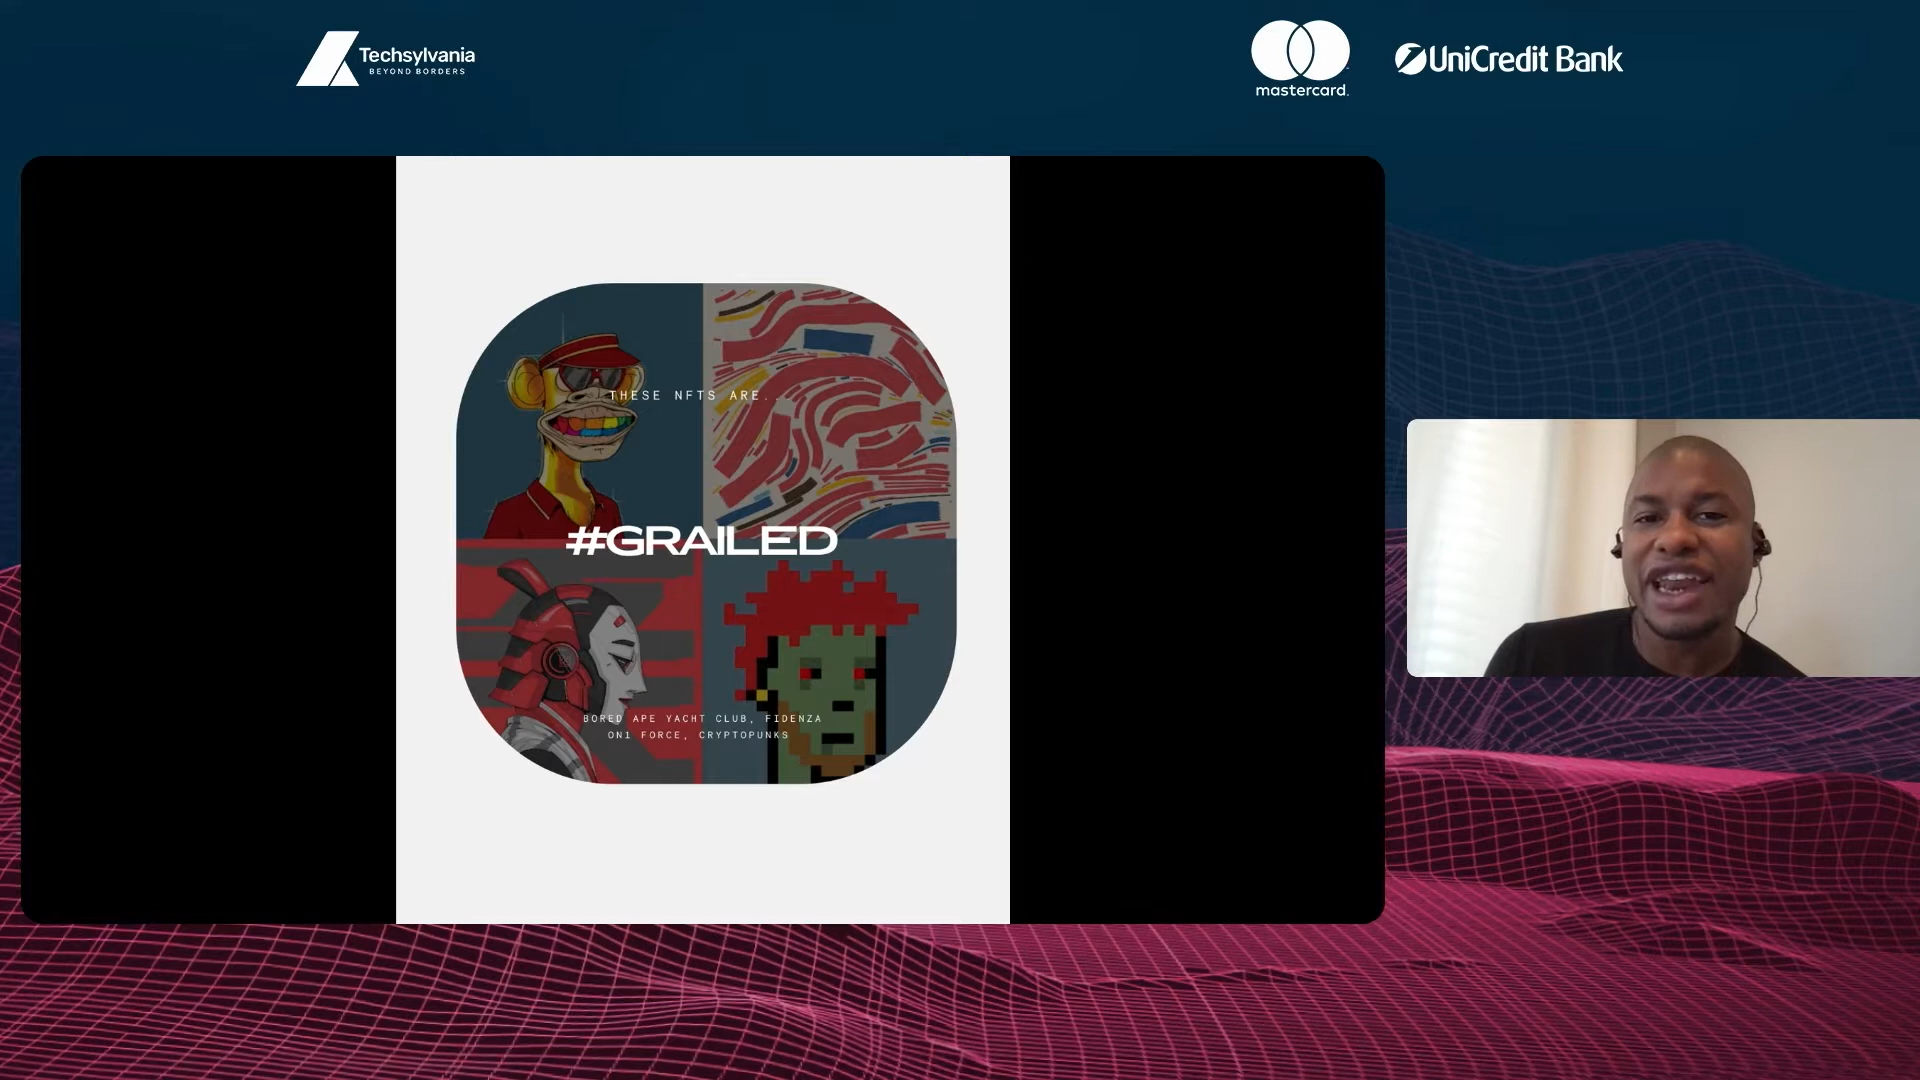 Techsylvania
BEYOND BORDERS
mastercard.
UniCredit Bank
THESE NFTS ARE...
#GRAILED
BORED APE YACHT CLUB, FIDENZA
ON1 FORCE, CRYPTOPUNKS